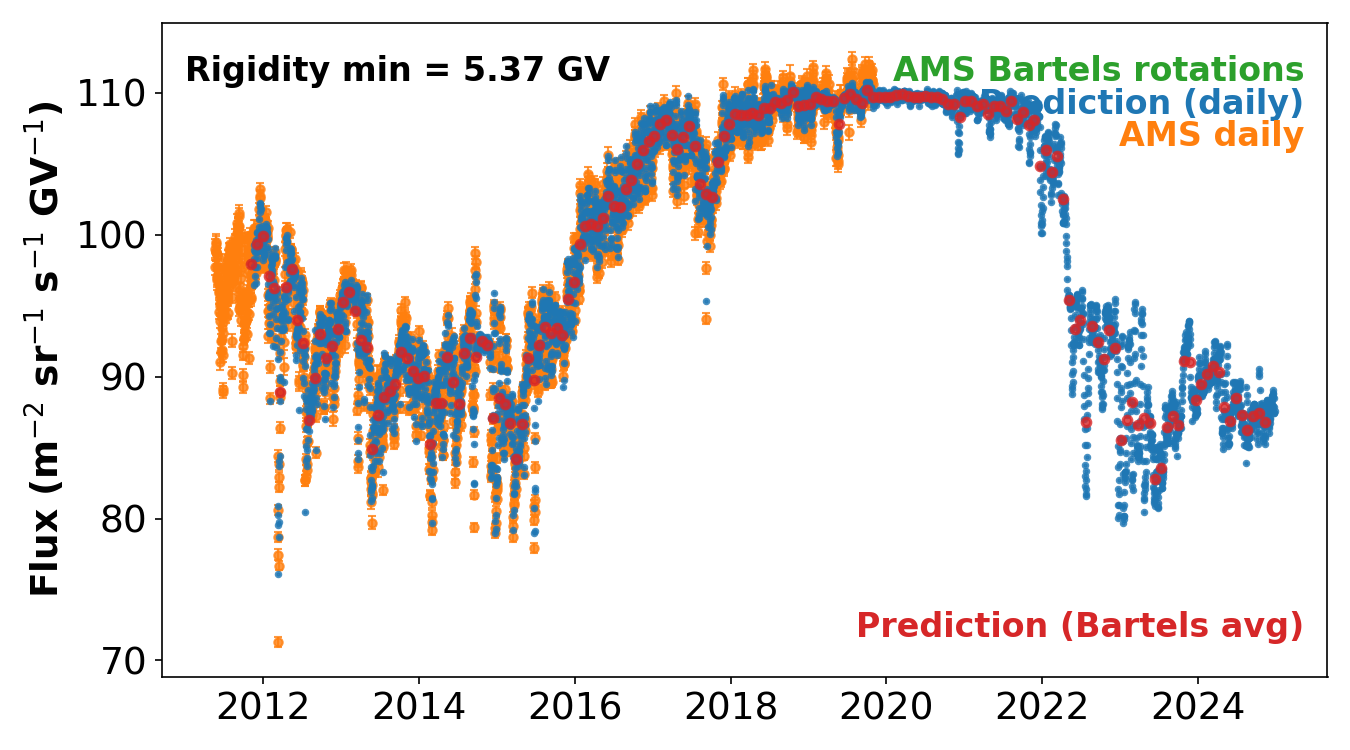 Rigidity min = 5.37 GV
AMS Bartels rotations
Prediction (daily)
AMS daily
Prediction (Bartels avg)
Flux (m⁻² sr⁻¹ s⁻¹ GV⁻¹)
110
100
90
80
70
2012 2014 2016 2018 2020 2022 2024